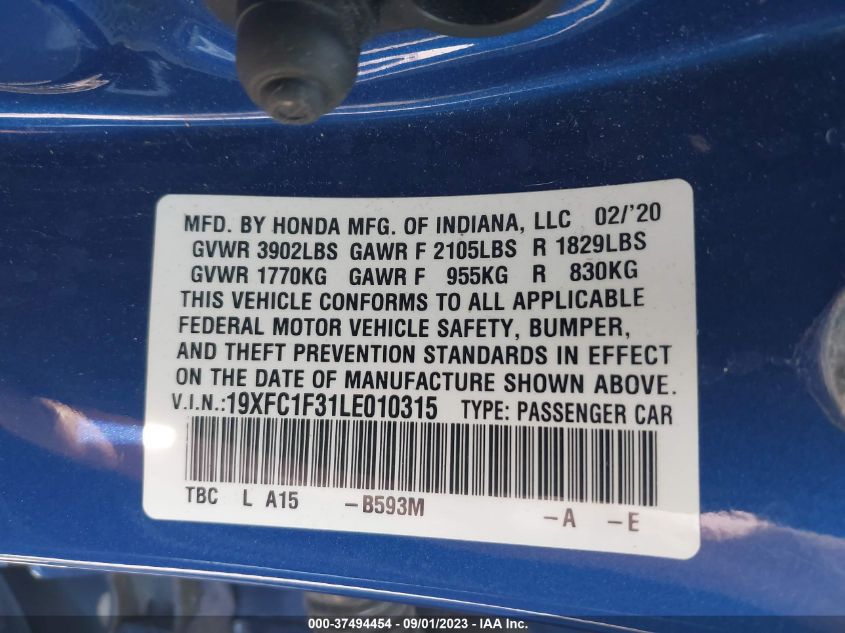 MFD. BY HONDA MFG. OF INDIANA, LLC 02/'20
GVWR 3902LBS GAWR F 2105LBS R 1829LBS
GVWR 1770KG GAWR F 955KG R 830KG
THIS VEHICLE CONFORMS TO ALL APPLICABLE
FEDERAL MOTOR VEHICLE SAFETY, BUMPER,
AND THEFT PREVENTION STANDARDS IN EFFECT
ON THE DATE OF MANUFACTURE SHOWN ABOVE.
V.I.N.:19XFC1F31LE010315 TYPE: PASSENGER CAR
TBC L A15 -B593M -A -E
© - 37494454 - 09/01/2023 - IAA Inc.